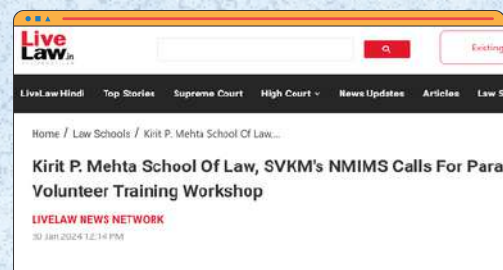 Live
Law.in
Existing
LiveLaw Hindi Top Stories Supreme Court High Court News Updates Articles Law S
Home / Law Schools / Kirit P. Mehta School Of Law,...
Kirit P. Mehta School Of Law, SVKM's NMIMS Calls For Para
Volunteer Training Workshop
LIVELAW NEWS NETWORK
30 Jan 2024 12:14 PM